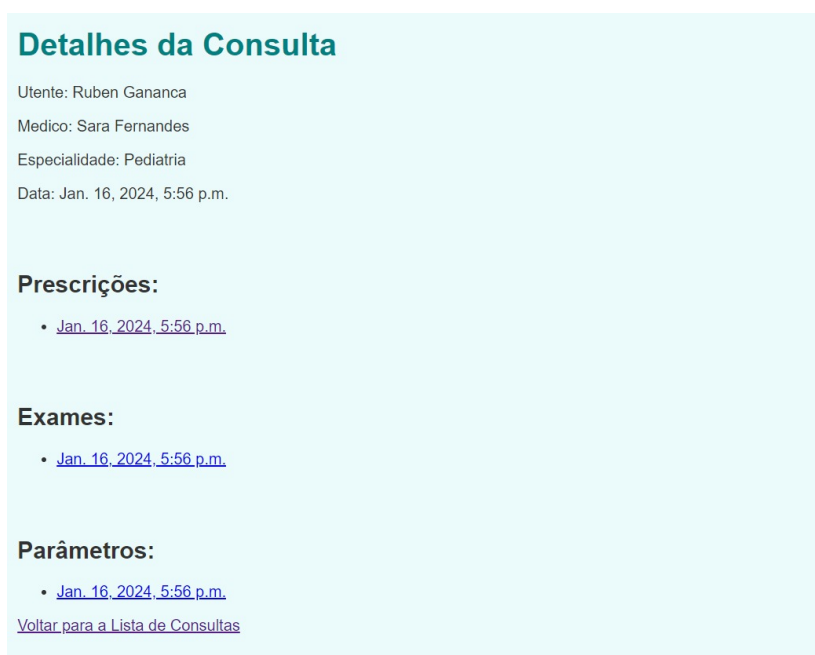 Detalhes da Consulta
Utente: Ruben Gananca
Medico: Sara Fernandes
Especialidade: Pediatria
Data: Jan. 16, 2024, 5:56 p.m.
Prescrições:
• Jan. 16, 2024, 5:56 p.m.
Exames:
• Jan. 16, 2024, 5:56 p.m.
Parâmetros:
• Jan. 16, 2024, 5:56 p.m.
Voltar para a Lista de Consultas